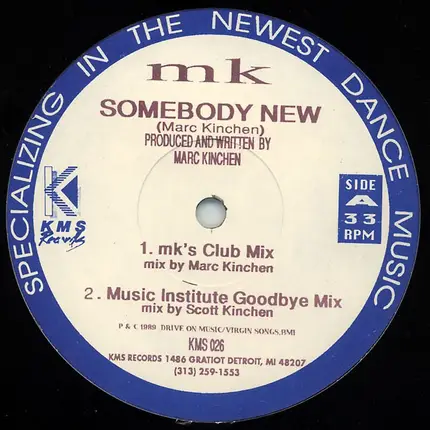 SPECIALIZING IN THE NEWEST DANCE MUSIC
mk
SOMEBODY NEW
(Marc Kinchen)
PRODUCED AND WRITTEN BY
MARC KINCHEN
K
KMS
Records
SIDE
A
33
RPM
1. mk's Club Mix
mix by Marc Kinchen
2. Music Institute Goodbye Mix
mix by Scott Kinchen
P & C 1989 DRIVE ON MUSIC/VIRGIN SONGS,BMI
KMS 026
KMS RECORDS 1486 GRATIOT DETROIT, MI 48207
(313) 259-1553